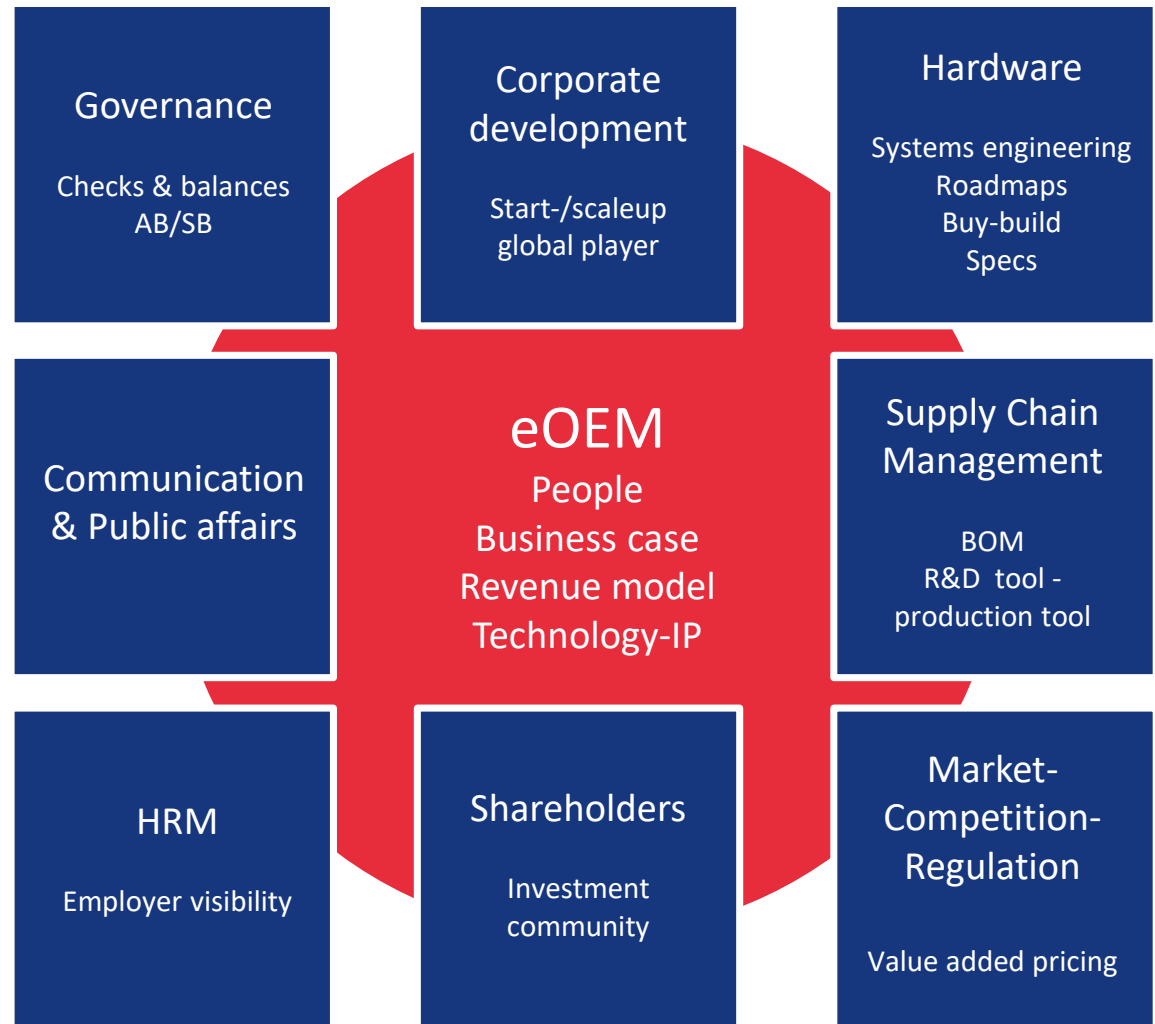 Governance
Checks & balances
AB/SB
Corporate
development
Start-/scaleup
global player
Hardware
Systems engineering
Roadmaps
Buy-build
Specs
Communication
& Public affairs
eOEM
People
Business case
Revenue model
Technology-IP
Supply Chain
Management
BOM
R&D  tool -
production tool
HRM
Employer visibility
Shareholders
Investment
community
Market-
Competition-
Regulation
Value added pricing